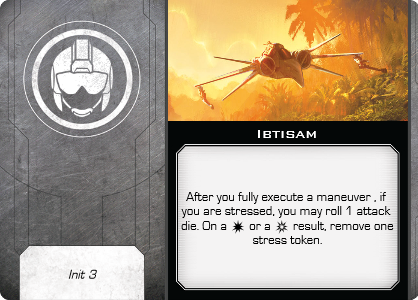 IBTISAM
After you fully execute a maneuver , if
you are stressed, you may roll 1 attack
die. On a or a result, remove one
stress token.
Init 3